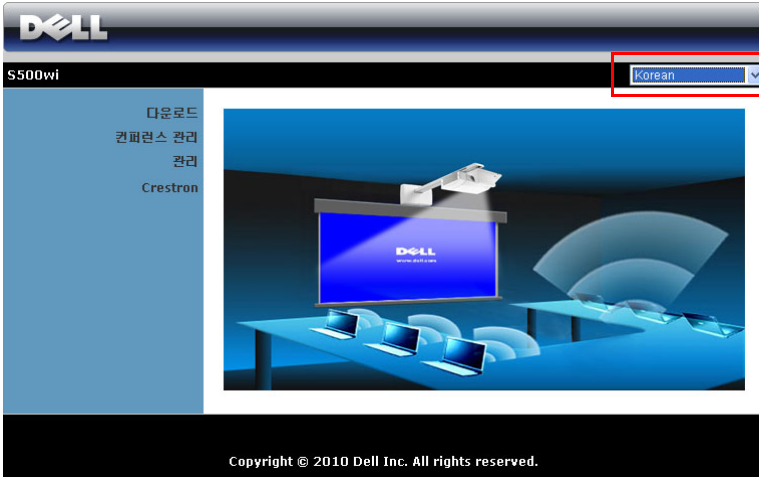 DELL
S500wi
Korean
다운로드
컨퍼런스 관리
관리
Crestron
DELL
www.dell.com
Copyright © 2010 Dell Inc. All rights reserved.